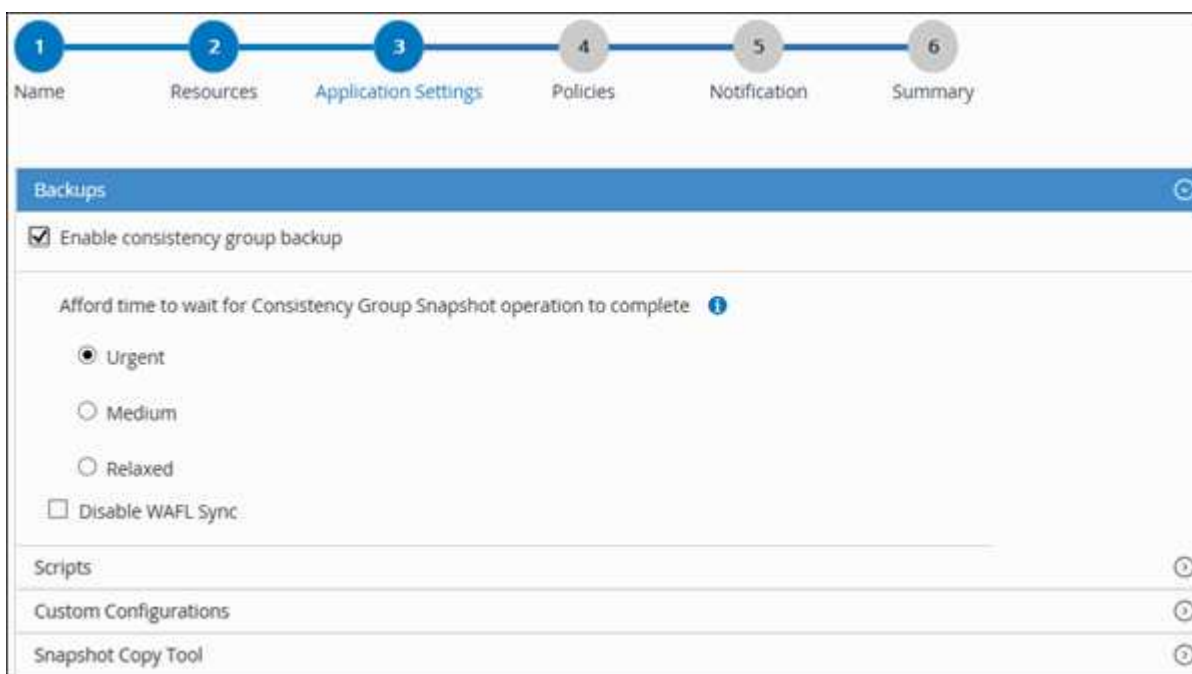 1 2 3 4 5 6
Name Resources Application Settings Policies Notification Summary
Backups
Enable consistency group backup
Afford time to wait for Consistency Group Snapshot operation to complete i
Urgent
Medium
Relaxed
Disable WAFL Sync
Scripts
Custom Configurations
Snapshot Copy Tool